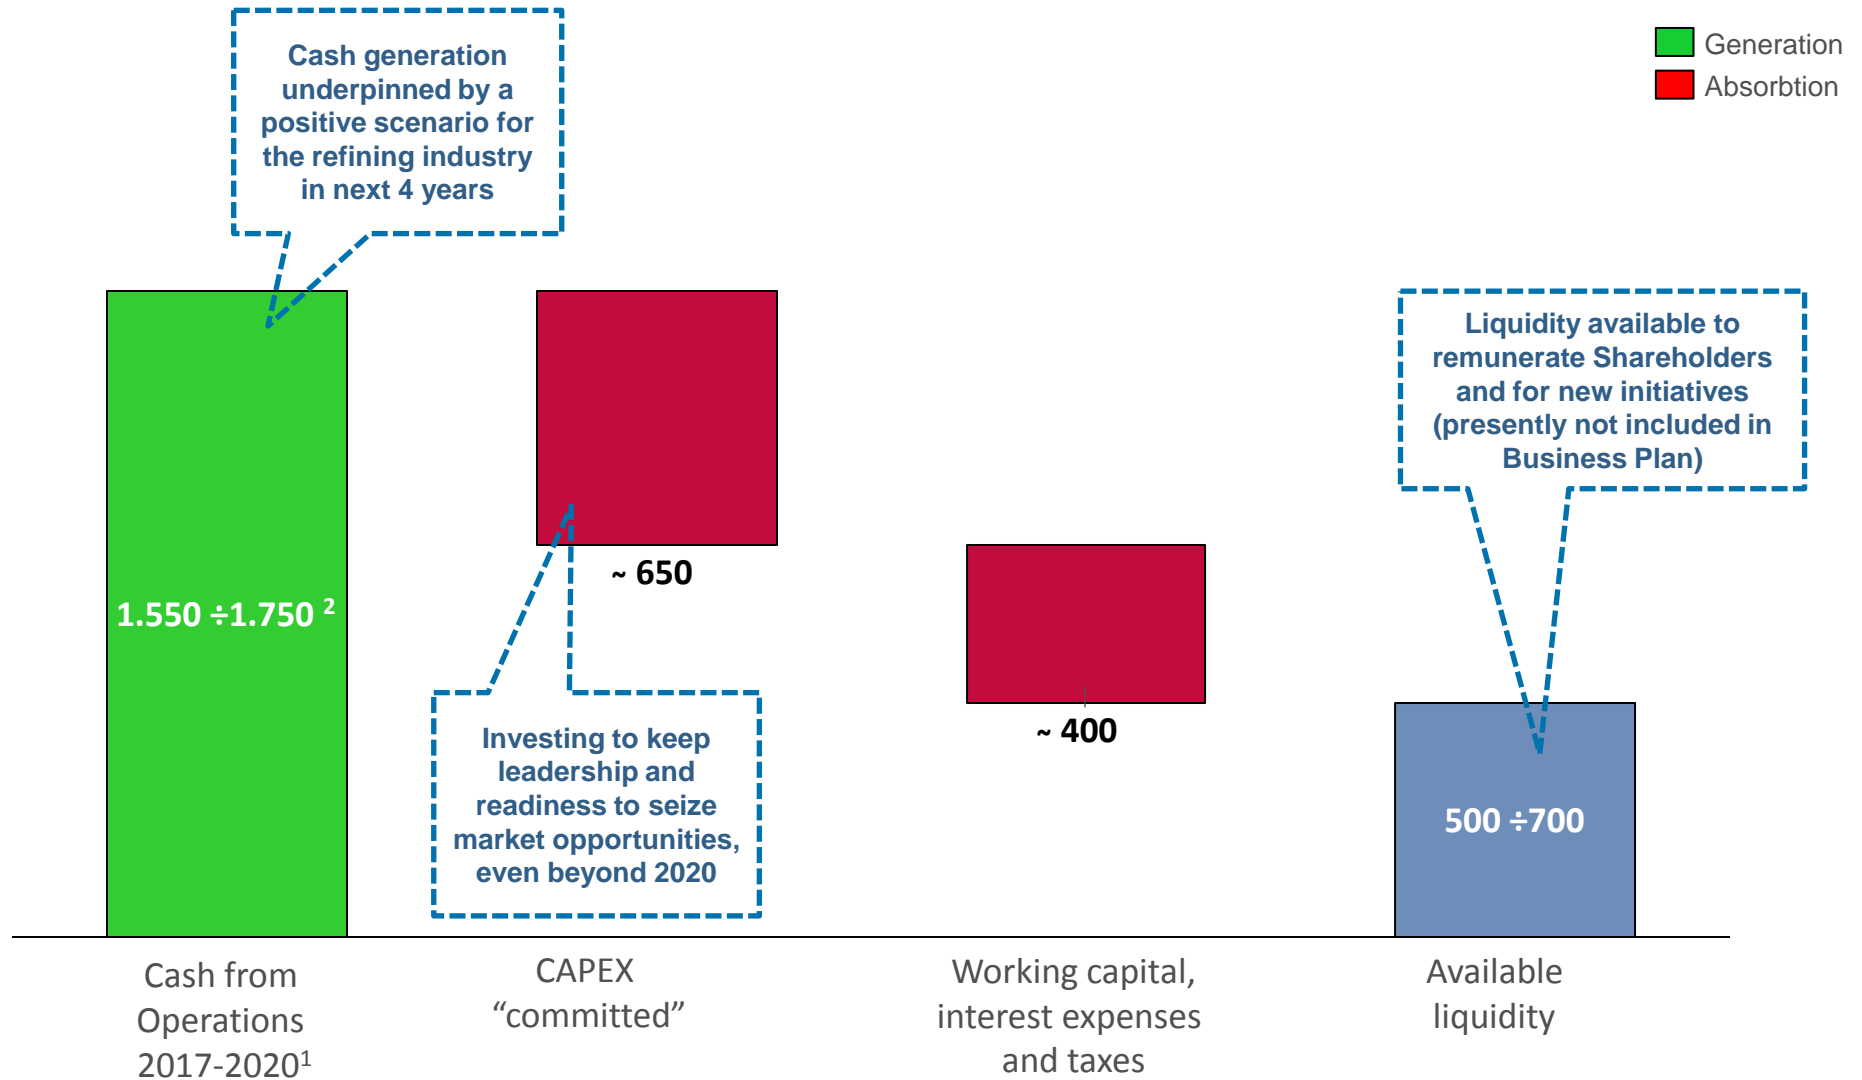 Cash generation
underpinned by a
positive scenario for
the refining industry
in next 4 years
Generation
Absorbtion
Liquidity available to
remunerate Shareholders
and for new initiatives
(presently not included in
Business Plan)
~ 650
1.550 ÷1.750 ²
~ 400
Investing to keep
leadership and
readiness to seize
market opportunities,
even beyond 2020
500 ÷700
Cash from
Operations
2017-2020¹
CAPEX
“committed”
Working capital,
interest expenses
and taxes
Available
liquidity